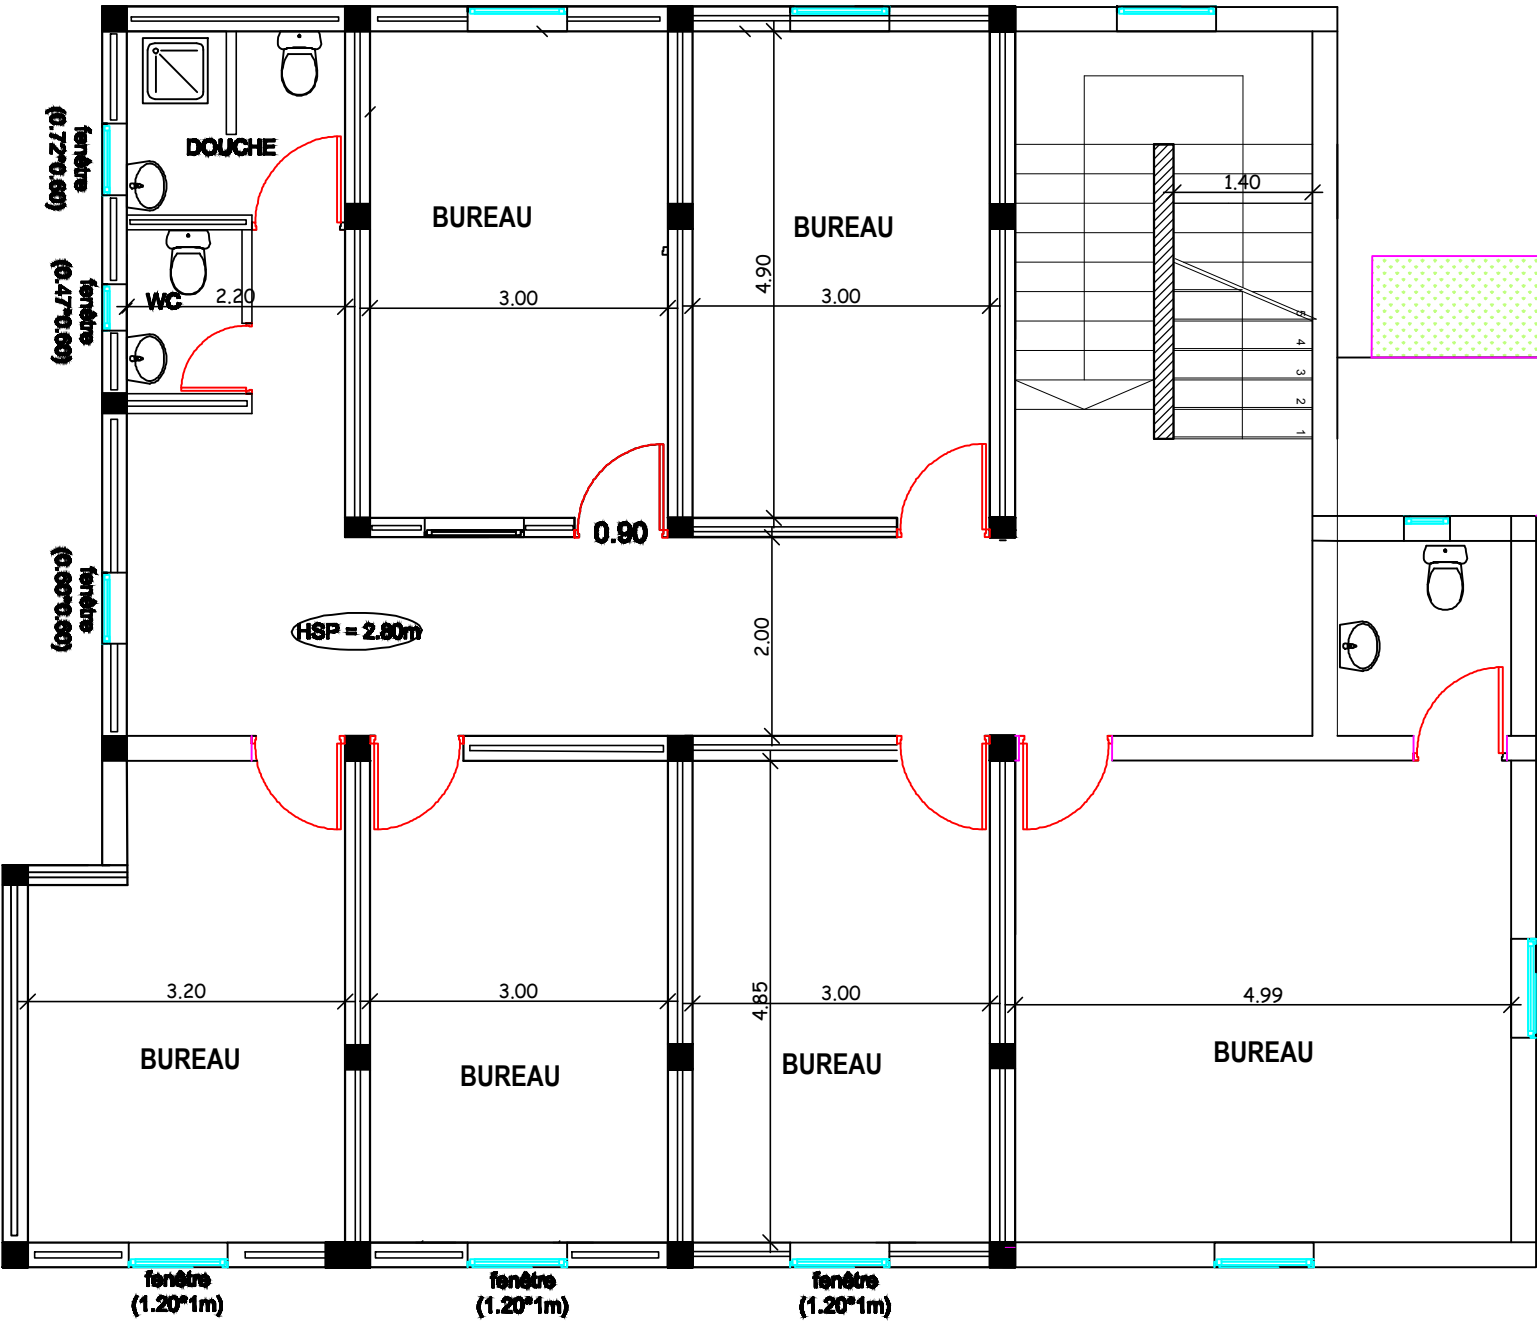 fenêtre
(0.72*0.60)
DOUCHE
1.40
BUREAU
BUREAU
4.90
fenêtre
(0.47*0.60)
WC
2.20
3.00
3.00
5
4
3
2
1
0.90
fenêtre
(0.60*0.60)
HSP = 2.80m
2.00
3.20
3.00
4.85
3.00
4.99
BUREAU
BUREAU
BUREAU
BUREAU
fenêtre
(1.20*1m)
fenêtre
(1.20*1m)
fenêtre
(1.20*1m)